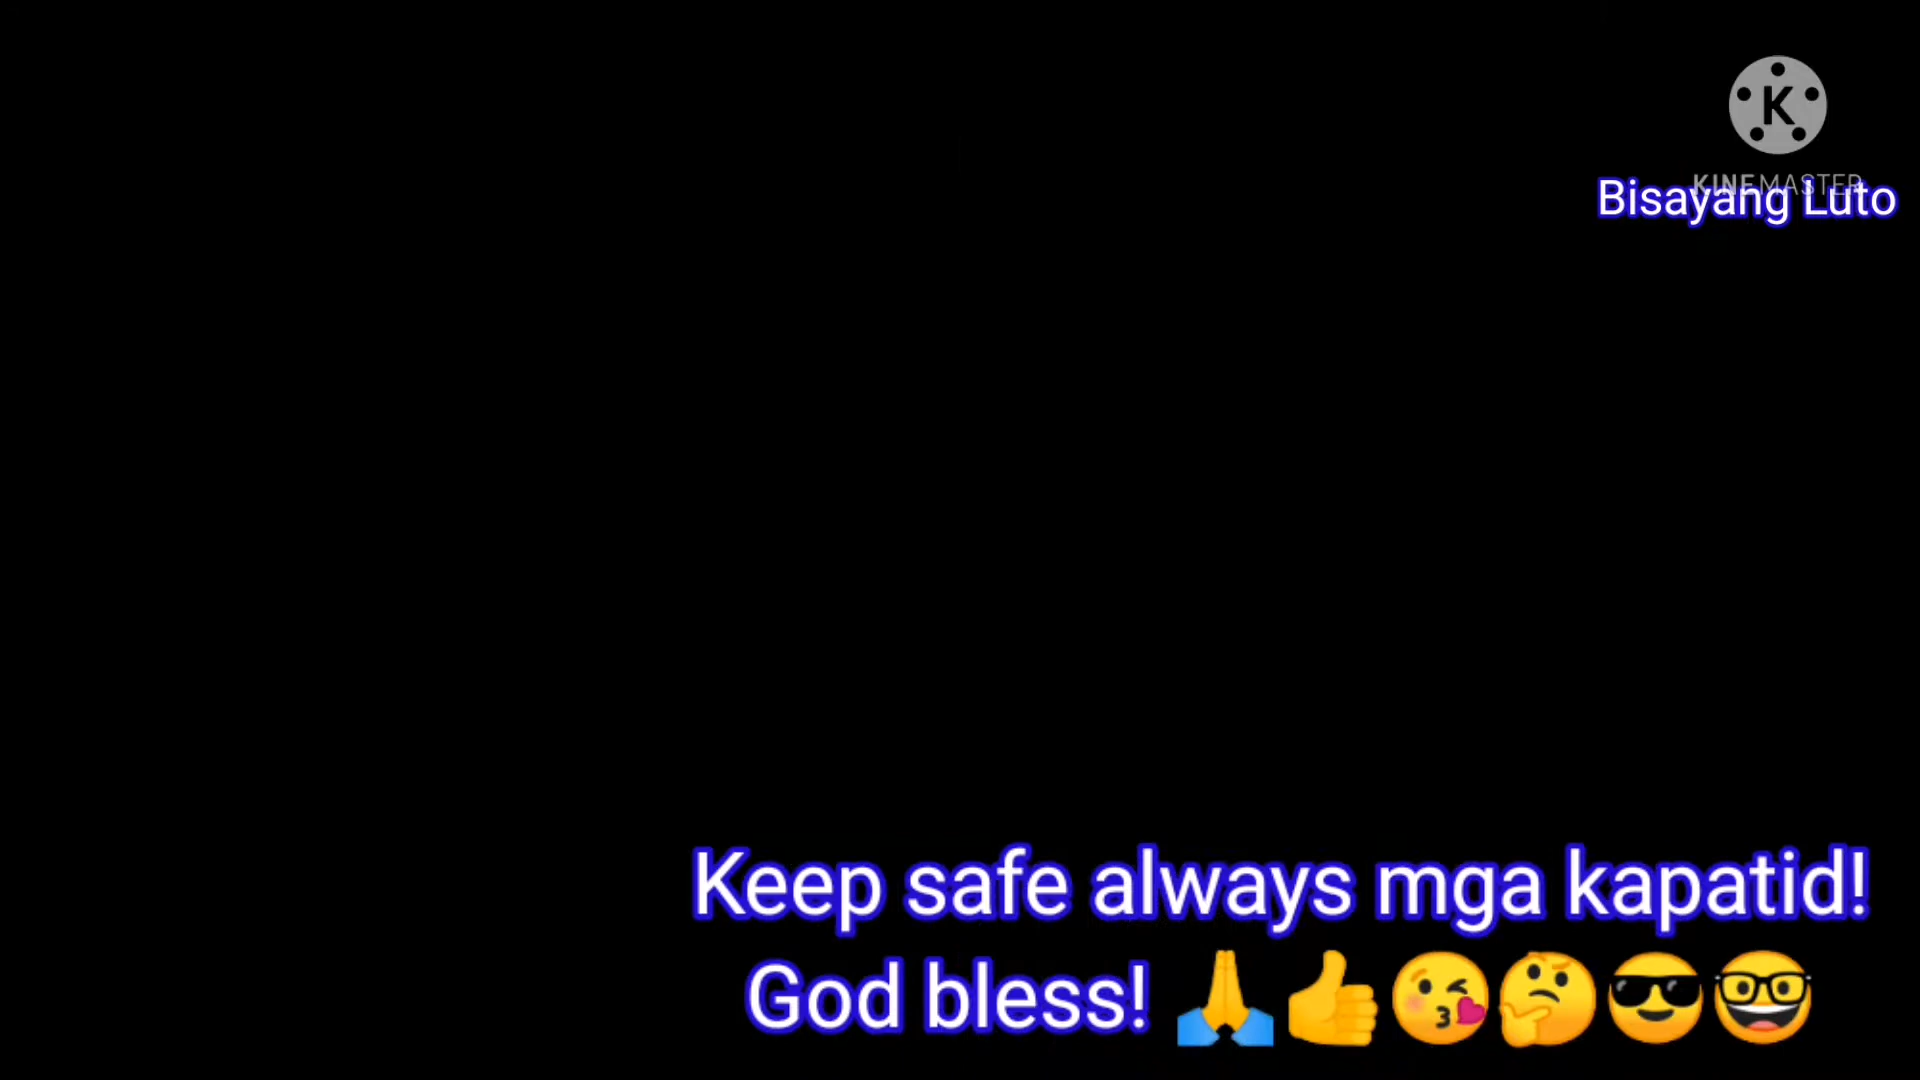 K
KINEMASTER
Bisayang Luto
Keep safe always mga kapatid!
God bless! 🙏👍😘🤔😎🤓